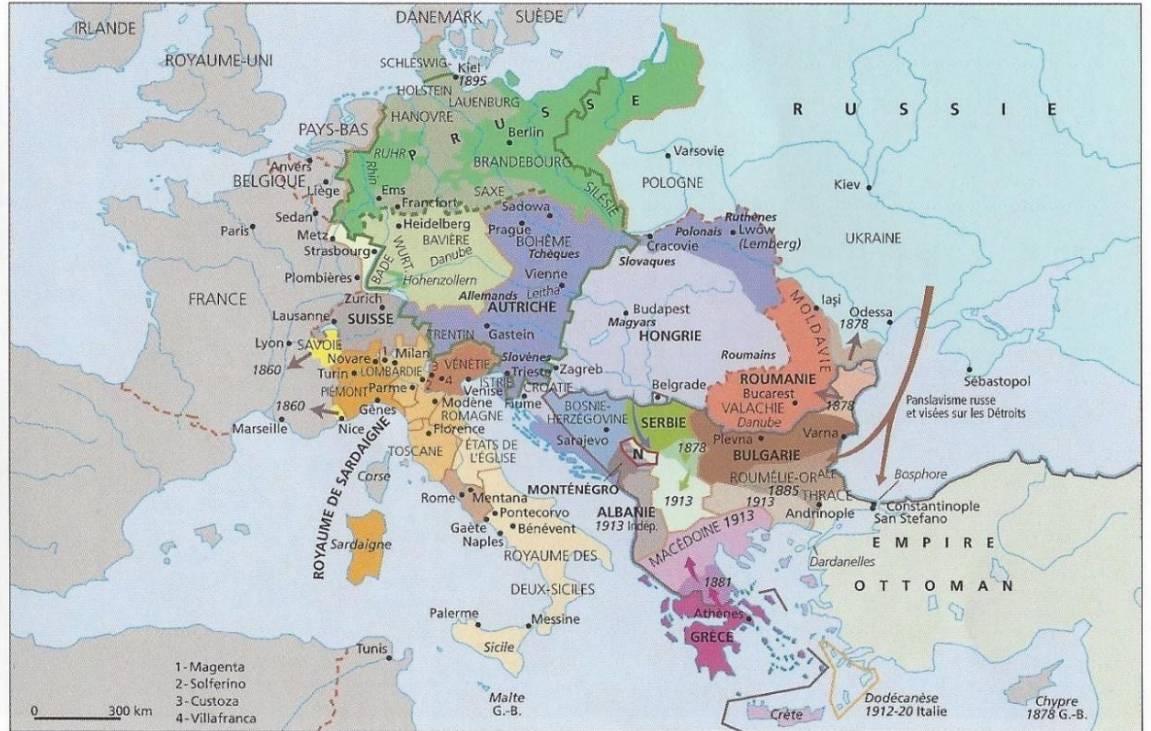 IRLANDE
DANEMARK
SUÈDE
ROYAUME-UNI
SCHLESWIG-
Kiel
1895
HOLSTEIN
LAUENBURG
HANOVRE
PRUSSE
RUSSIE
PAYS-BAS
Berlin
RUHR
BRANDEBOURG
Varsovie
Anvers
Rhin
BELGIQUE
Liège
Ems
SAXE
SILÉSIE
POLOGNE
Kiev
Francfort
Sedan
Sadowa
Ruthènes
Paris
Metz
Heidelberg
Prague
Polonais
Lwów
(Lemberg)
UKRAINE
Strasbourg
BADE
WURT.
BAVIÈRE
BOHÊME
Tchèques
Cracovie
Danube
Slovaques
Plombières
Hohenzollern
Vienne
Leitha
FRANCE
Zurich
Allemands
AUTRICHE
Budapest
Magyars
MOLDAVIE
Iaşi
Odessa
1878
Lausanne
SUISSE
TRENTIN
Gastein
HONGRIE
Lyon
SAVOIE
Novare
1
Milan
VÉNÉTIE
Slovènes
Roumains
1860
Turin
LOMBARDIE
2
3
4
Trieste
Zagreb
ROUMANIE
Sébastopol
PIÉMONT
Parme
Venise
ISTRIE
CROATIE
Belgrade
Bucarest
1878
Panslavisme russe
et visées sur les Détroits
1860
Gênes
Modène
Fiume
BOSNIE-
HERZÉGOVINE
VALACHIE
Danube
Marseille
Nice
ROMAGNE
SERBIE
Florence
Sarajevo
Plevna
Varna
TOSCANE
ÉTATS DE
L'ÉGLISE
N
1878
BULGARIE
ROYAUME DE SARDAIGNE
Corse
ROUMÉLIE-OR ALE
1885
Bosphore
MONTÉNÉGRO
1913
1913
THRACE
Rome
Mentana
Pontecorvo
ALBANIE
1913 Indép.
Andrinople
Constantinople
San Stefano
Gaète
Bénévent
Naples
MACÉDOINE 1913
EMPIRE
OTTOMAN
Sardaigne
ROYAUME DES
DEUX-SICILES
Dardanelles
1881
Palerme
Messine
Athènes
GRÈCE
Sicile
Tunis
1- Magenta
2- Solferino
3- Custoza
4- Villafranca
0 300 km
Malte
G.-B.
Crète
Dodécanèse
1912-20 Italie
Chypre
1878 G.-B.